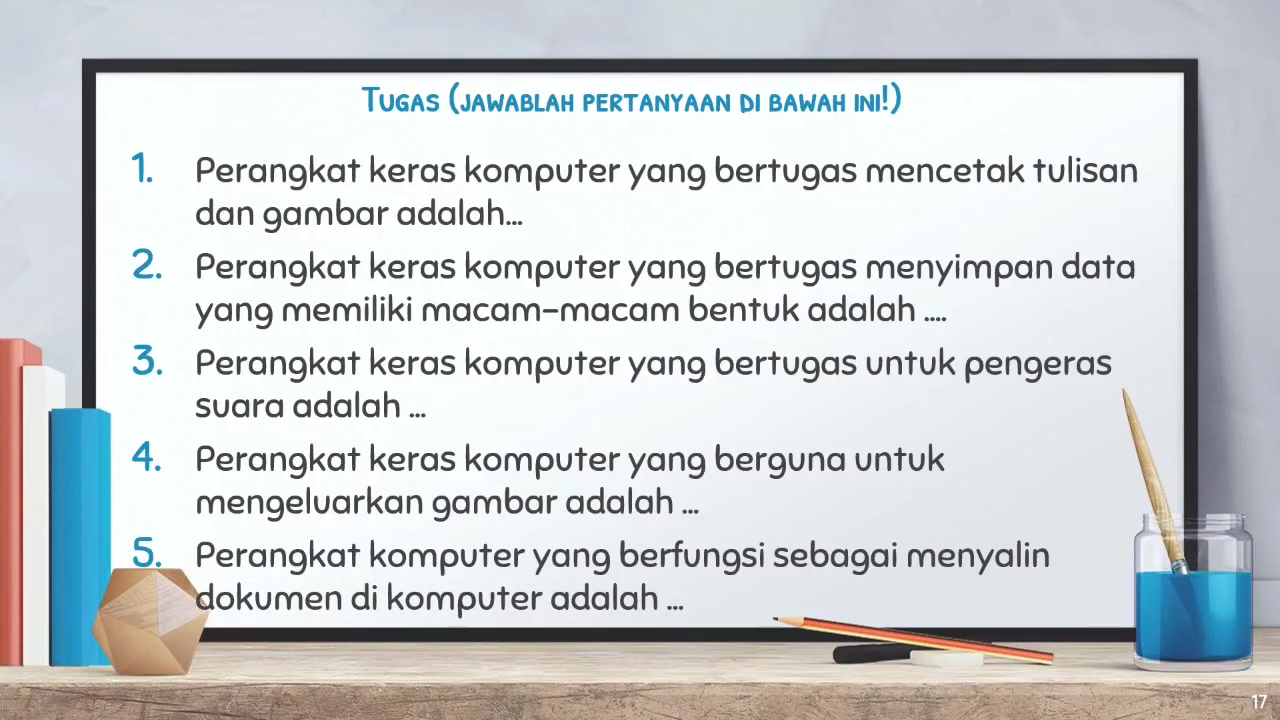 Tugas (jawablah pertanyaan di bawah ini!)
1. Perangkat keras komputer yang bertugas mencetak tulisan
dan gambar adalah...
2. Perangkat keras komputer yang bertugas menyimpan data
yang memiliki macam-macam bentuk adalah ....
3. Perangkat keras komputer yang bertugas untuk pengeras
suara adalah ...
4. Perangkat keras komputer yang berguna untuk
mengeluarkan gambar adalah ...
5. Perangkat komputer yang berfungsi sebagai menyalin
dokumen di komputer adalah ...
17